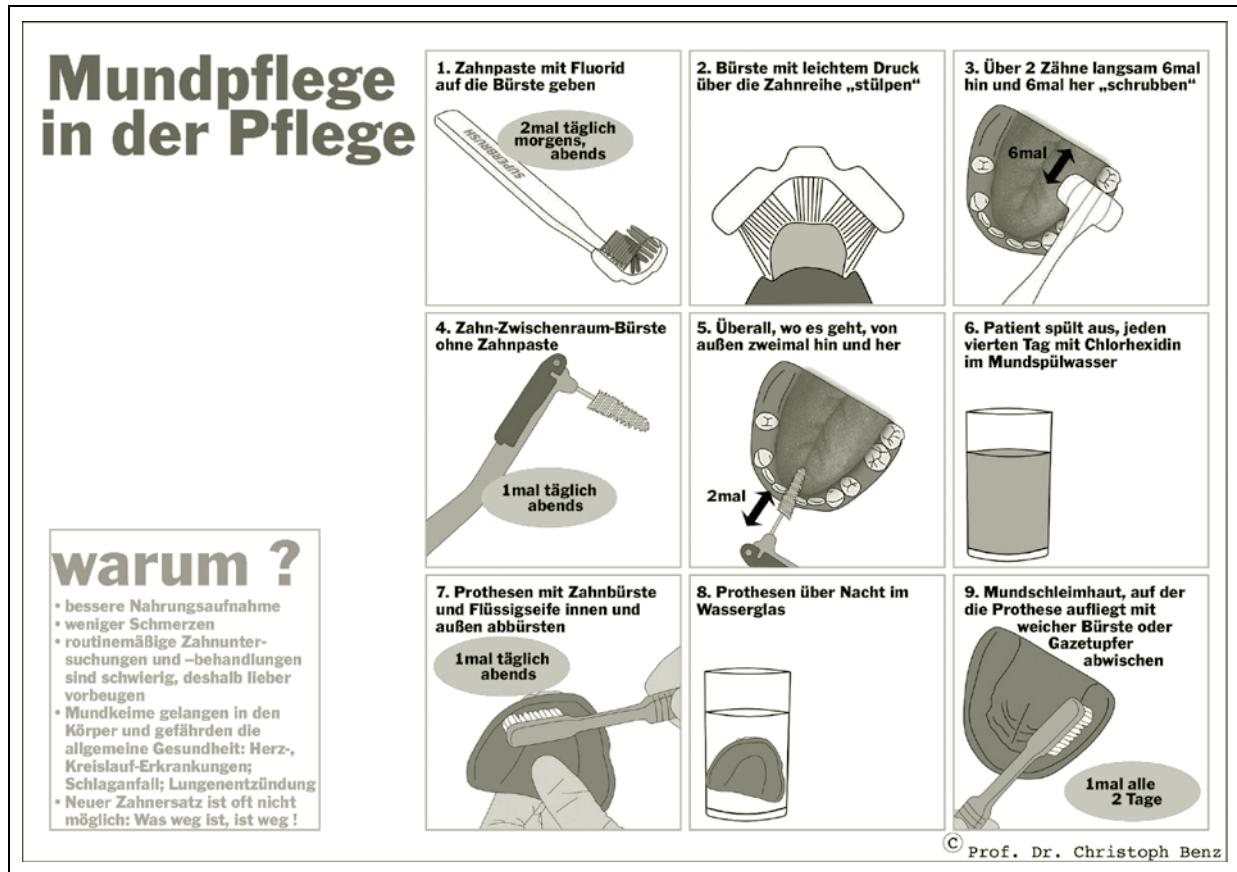 Mundpflege
in der Pflege
1. Zahnpaste mit Fluorid
auf die Bürste geben
2mal täglich
morgens,
abends
SUPERBRUSH
2. Bürste mit leichtem Druck
über die Zahnreihe „stülpen“
3. Über 2 Zähne langsam 6mal
hin und 6mal her „schrubben“
6mal
4. Zahn-Zwischenraum-Bürste
ohne Zahnpaste
1mal täglich
abends
5. Überall, wo es geht, von
außen zweimal hin und her
2mal
6. Patient spült aus, jeden
vierten Tag mit Chlorhexidin
im Mundspülwasser
warum ?
• bessere Nahrungsaufnahme
• weniger Schmerzen
• routinemäßige Zahnunter-
suchungen und –behandlungen
sind schwierig, deshalb lieber
vorbeugen
• Mundkeime gelangen in den
Körper und gefährden die
allgemeine Gesundheit: Herz-,
Kreislauf-Erkrankungen;
Schlaganfall; Lungenentzündung
• Neuer Zahnersatz ist oft nicht
möglich: Was weg ist, ist weg !
7. Prothesen mit Zahnbürste
und Flüssigseife innen und
außen abbürsten
1mal täglich
abends
8. Prothesen über Nacht im
Wasserglas
9. Mundschleimhaut, auf der
die Prothese aufliegt mit
weicher Bürste oder
Gazetupfer
abwischen
1mal alle
2 Tage
© Prof. Dr. Christoph Benz